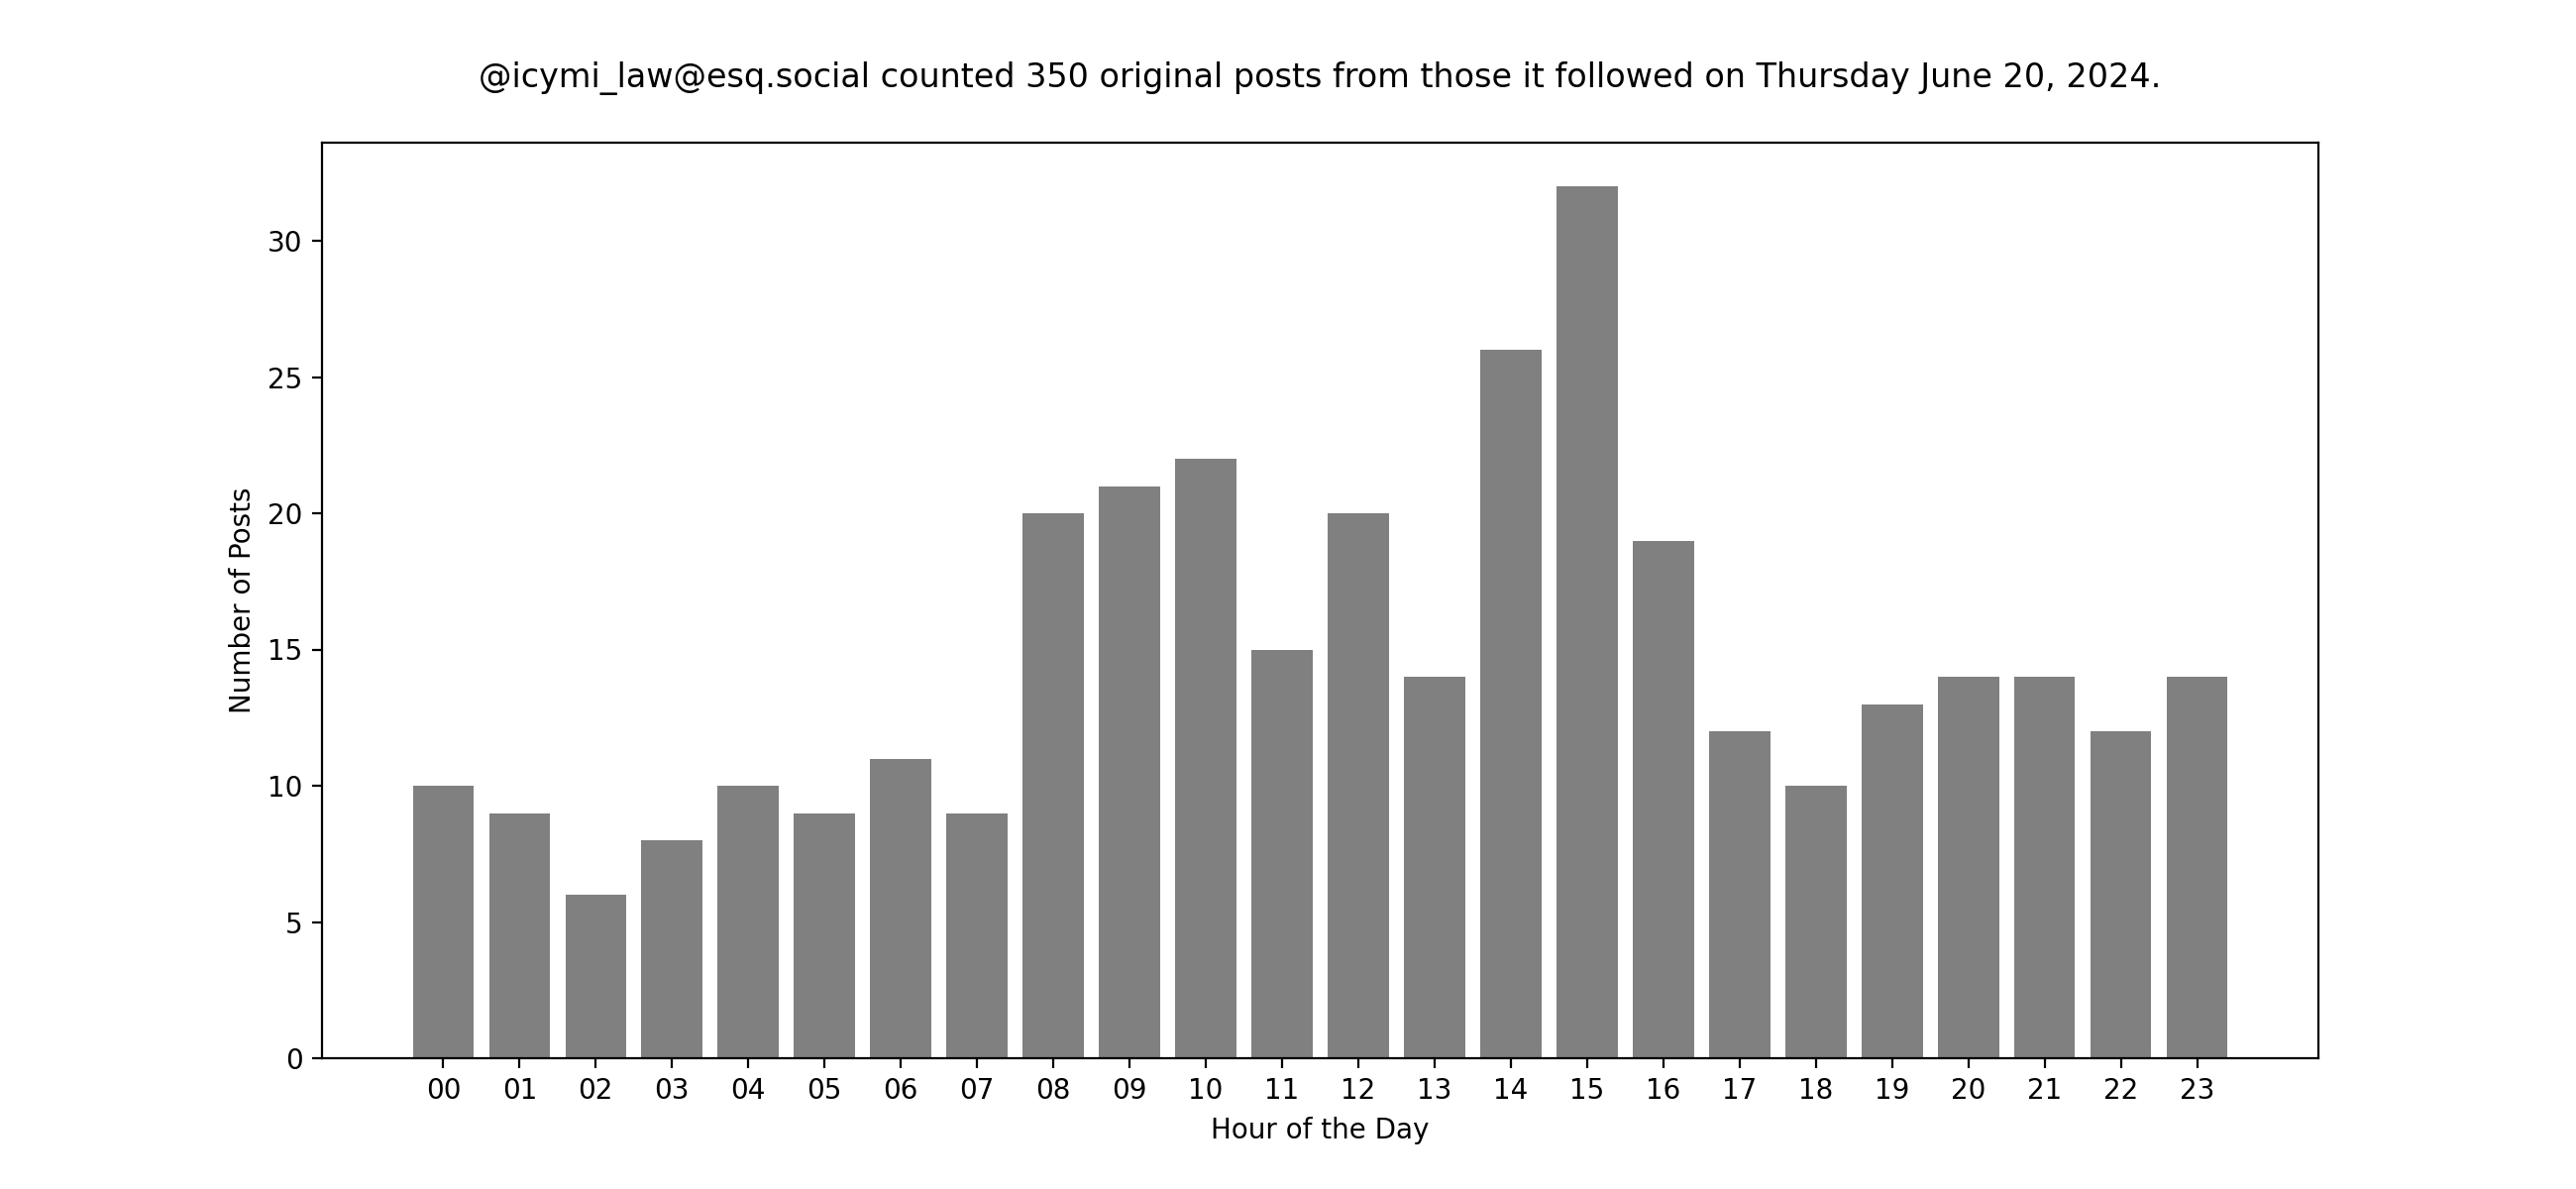 @icymi_law@esq.social counted 350 original posts from those it followed on Thursday June 20, 2024.
30
25
20
15
10
5
0
Number of Posts
00 01 02 03 04 05 06 07 08 09 10 11 12 13 14 15 16 17 18 19 20 21 22 23
Hour of the Day